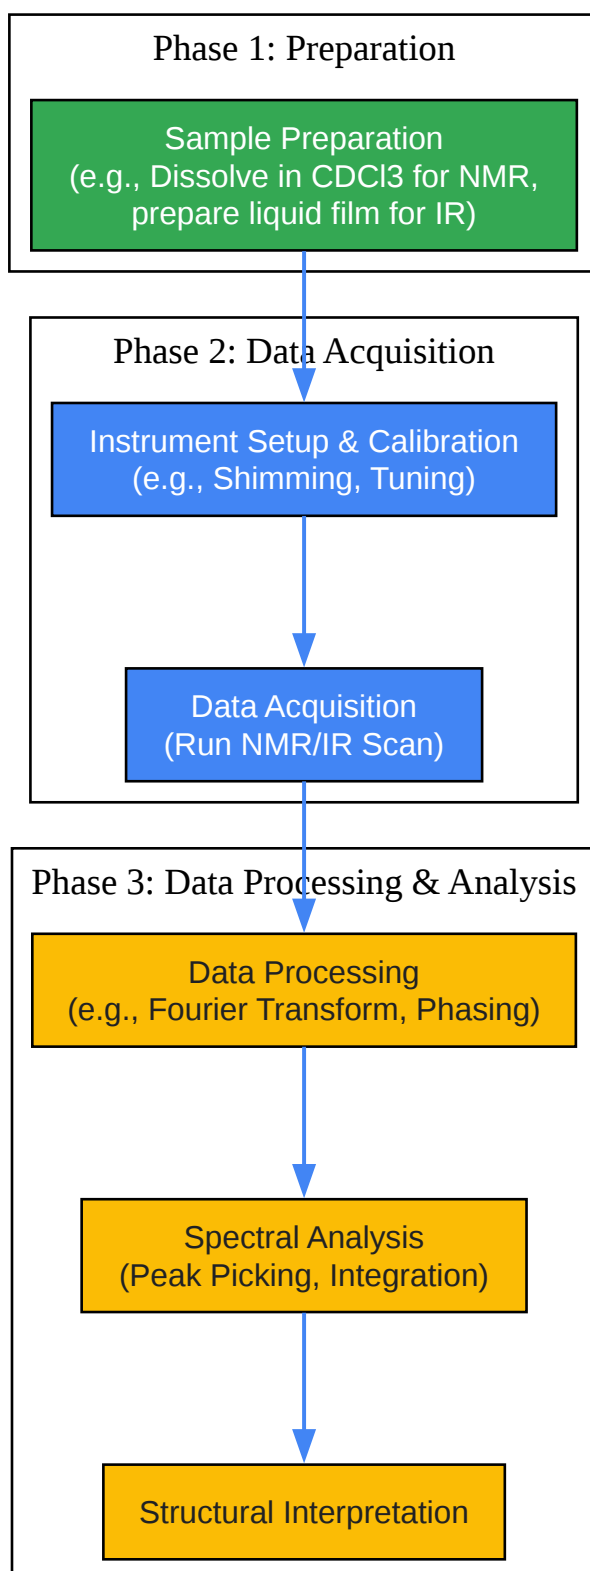 Phase 1: Preparation
Sample Preparation
(e.g., Dissolve in CDCl3 for NMR,
prepare liquid film for IR)
Phase 2: Data Acquisition
Instrument Setup & Calibration
(e.g., Shimming, Tuning)
Data Acquisition
(Run NMR/IR Scan)
Phase 3: Data Processing & Analysis
Data Processing
(e.g., Fourier Transform, Phasing)
Spectral Analysis
(Peak Picking, Integration)
Structural Interpretation